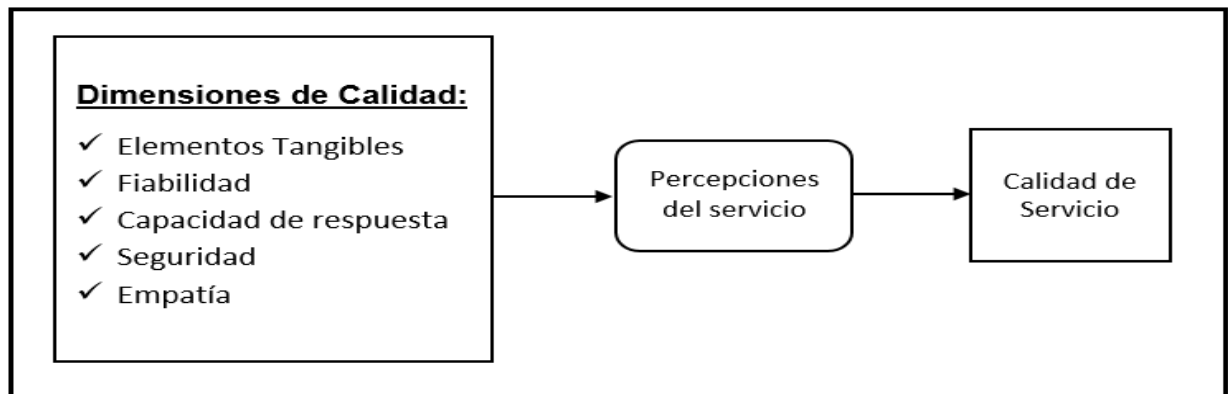 Dimensiones de Calidad:
✓ Elementos Tangibles
✓ Fiabilidad
✓ Capacidad de respuesta
✓ Seguridad
✓ Empatía
Percepciones
del servicio
Calidad de
Servicio